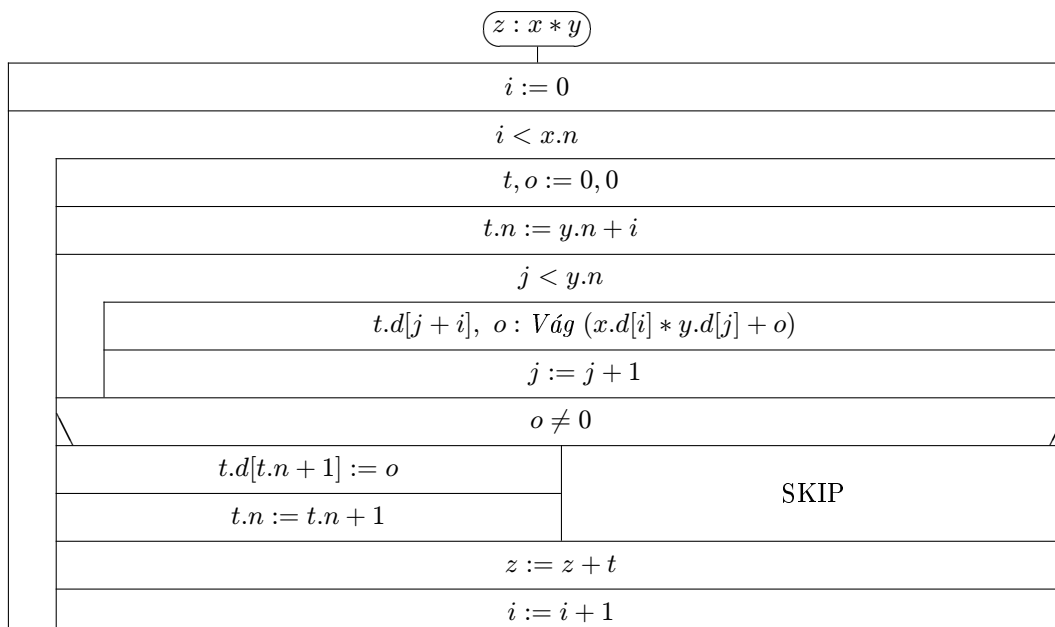 z : x ∗ y
i := 0
i < x.n
t, o := 0, 0
t.n := y.n + i
j < y.n
t.d[j + i], o : Vág (x.d[i] ∗ y.d[j] + o)
j := j + 1
o ≠ 0
t.d[t.n + 1] := o
SKIP
t.n := t.n + 1
z := z + t
i := i + 1